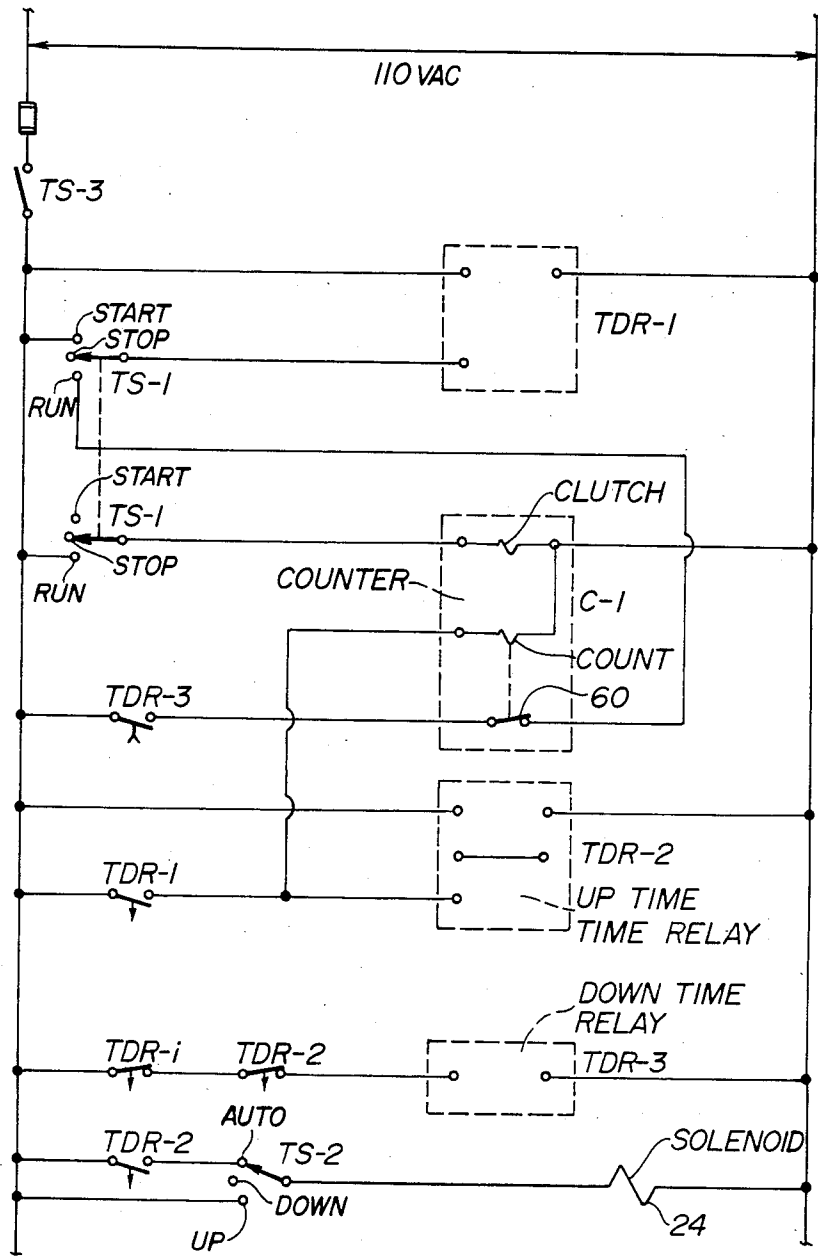 110 VAC
TS-3
TDR-1
START
STOP
TS-1
RUN
START
TS-1
STOP
RUN
CLUTCH
COUNTER
C-1
COUNT
TDR-3
60
TDR-2
TDR-1
UP TIME
TIME RELAY
DOWN TIME
RELAY
TDR-i
TDR-2
TDR-3
AUTO
TDR-2
TS-2
SOLENOID
DOWN
UP
24